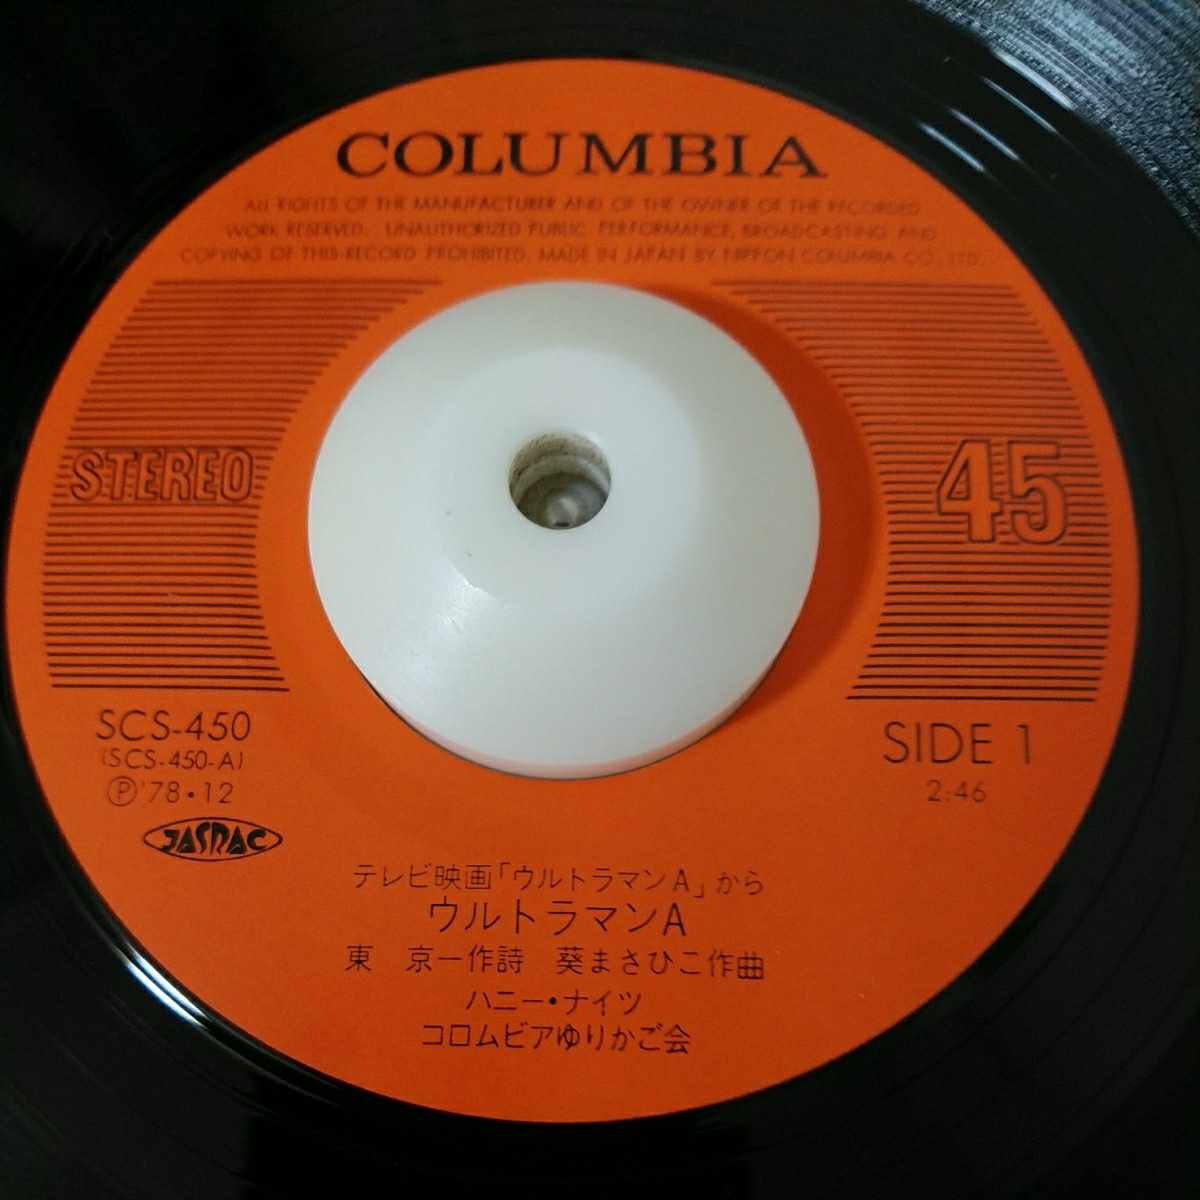 COLUMBIA
ALL RIGHTS OF THE MANUFACTURER AND OF THE OWNER OF THE RECORDED
WORK RESERVED. UNAUTHORIZED PUBLIC PERFORMANCE, BROADCASTING AND
COPYING OF THIS RECORD PROHIBITED. MADE IN JAPAN BY NIPPON COLUMBIA CO., LTD.
STEREO
45
SCS-450
(SCS-450-A)
Ⓟ'78・12
JASRAC
SIDE 1
2:46
テレビ映画「ウルトラマンA」から
ウルトラマンA
東　京一作詩　葵まさひこ作曲
ハニー・ナイツ
コロムビアゆりかご会